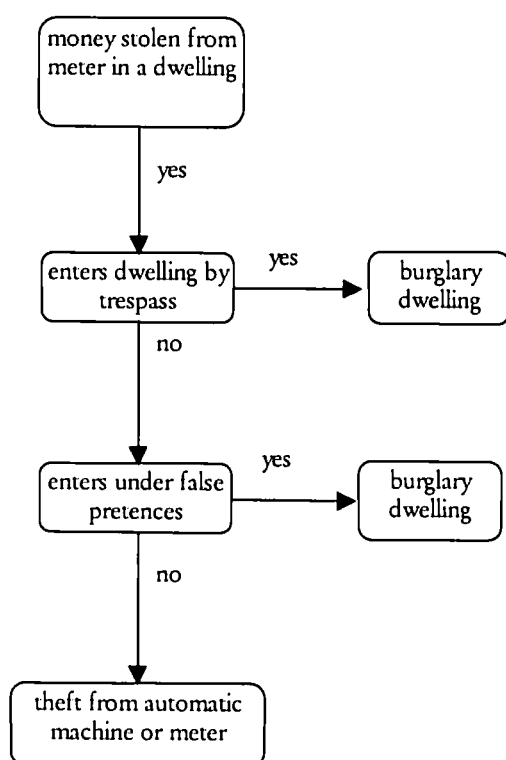 money stolen from
meter in a dwelling
yes
enters dwelling by
trespass
yes
burglary
dwelling
no
enters under false
pretences
yes
burglary
dwelling
no
theft from automatic
machine or meter